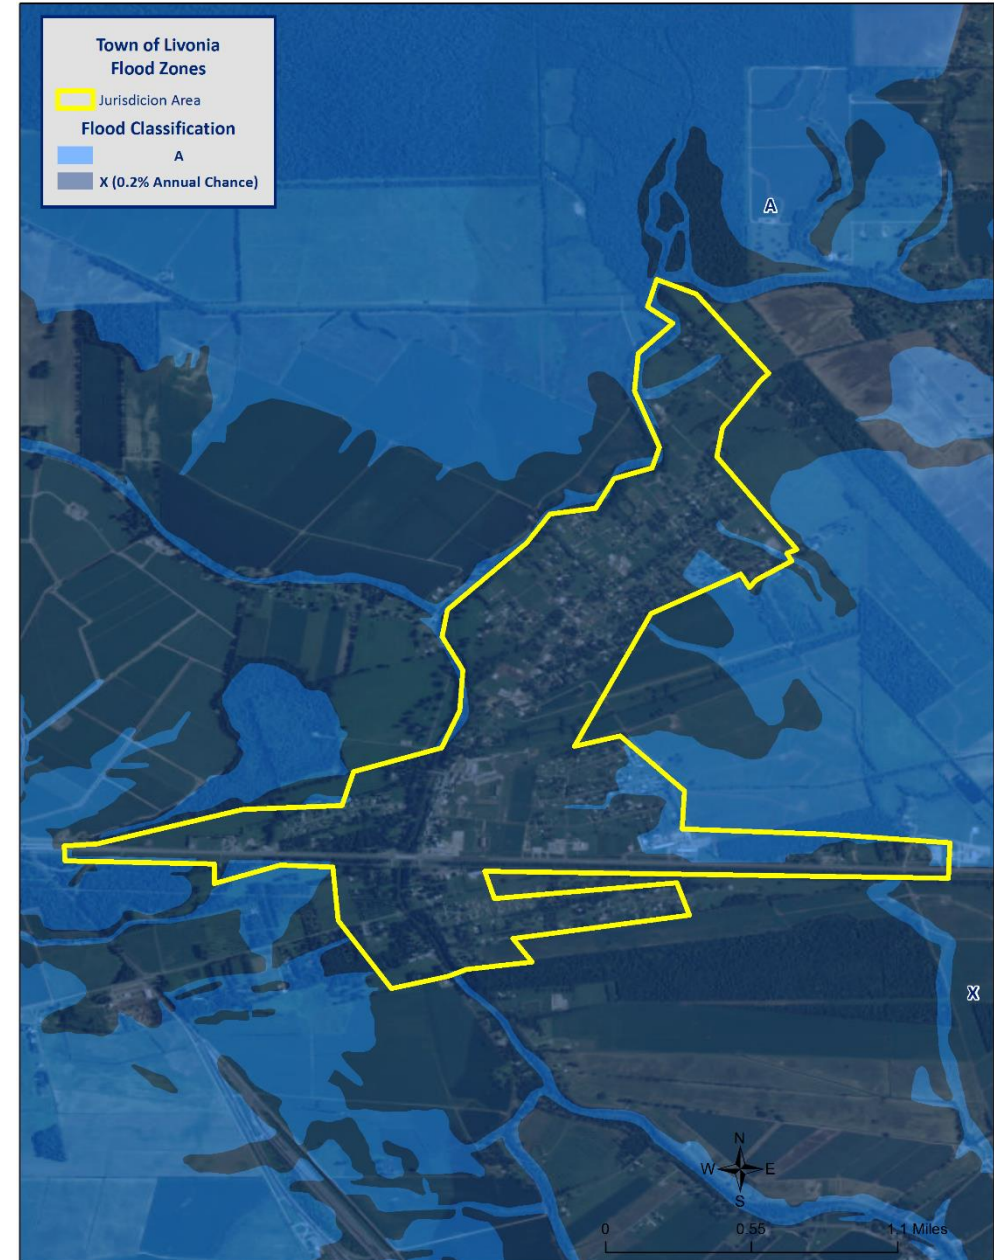 Town of Livonia
Flood Zones
Jurisdicion Area
Flood Classification
A
X (0.2% Annual Chance)
A
X
N
W E
S
0 0.55 1.1 Miles